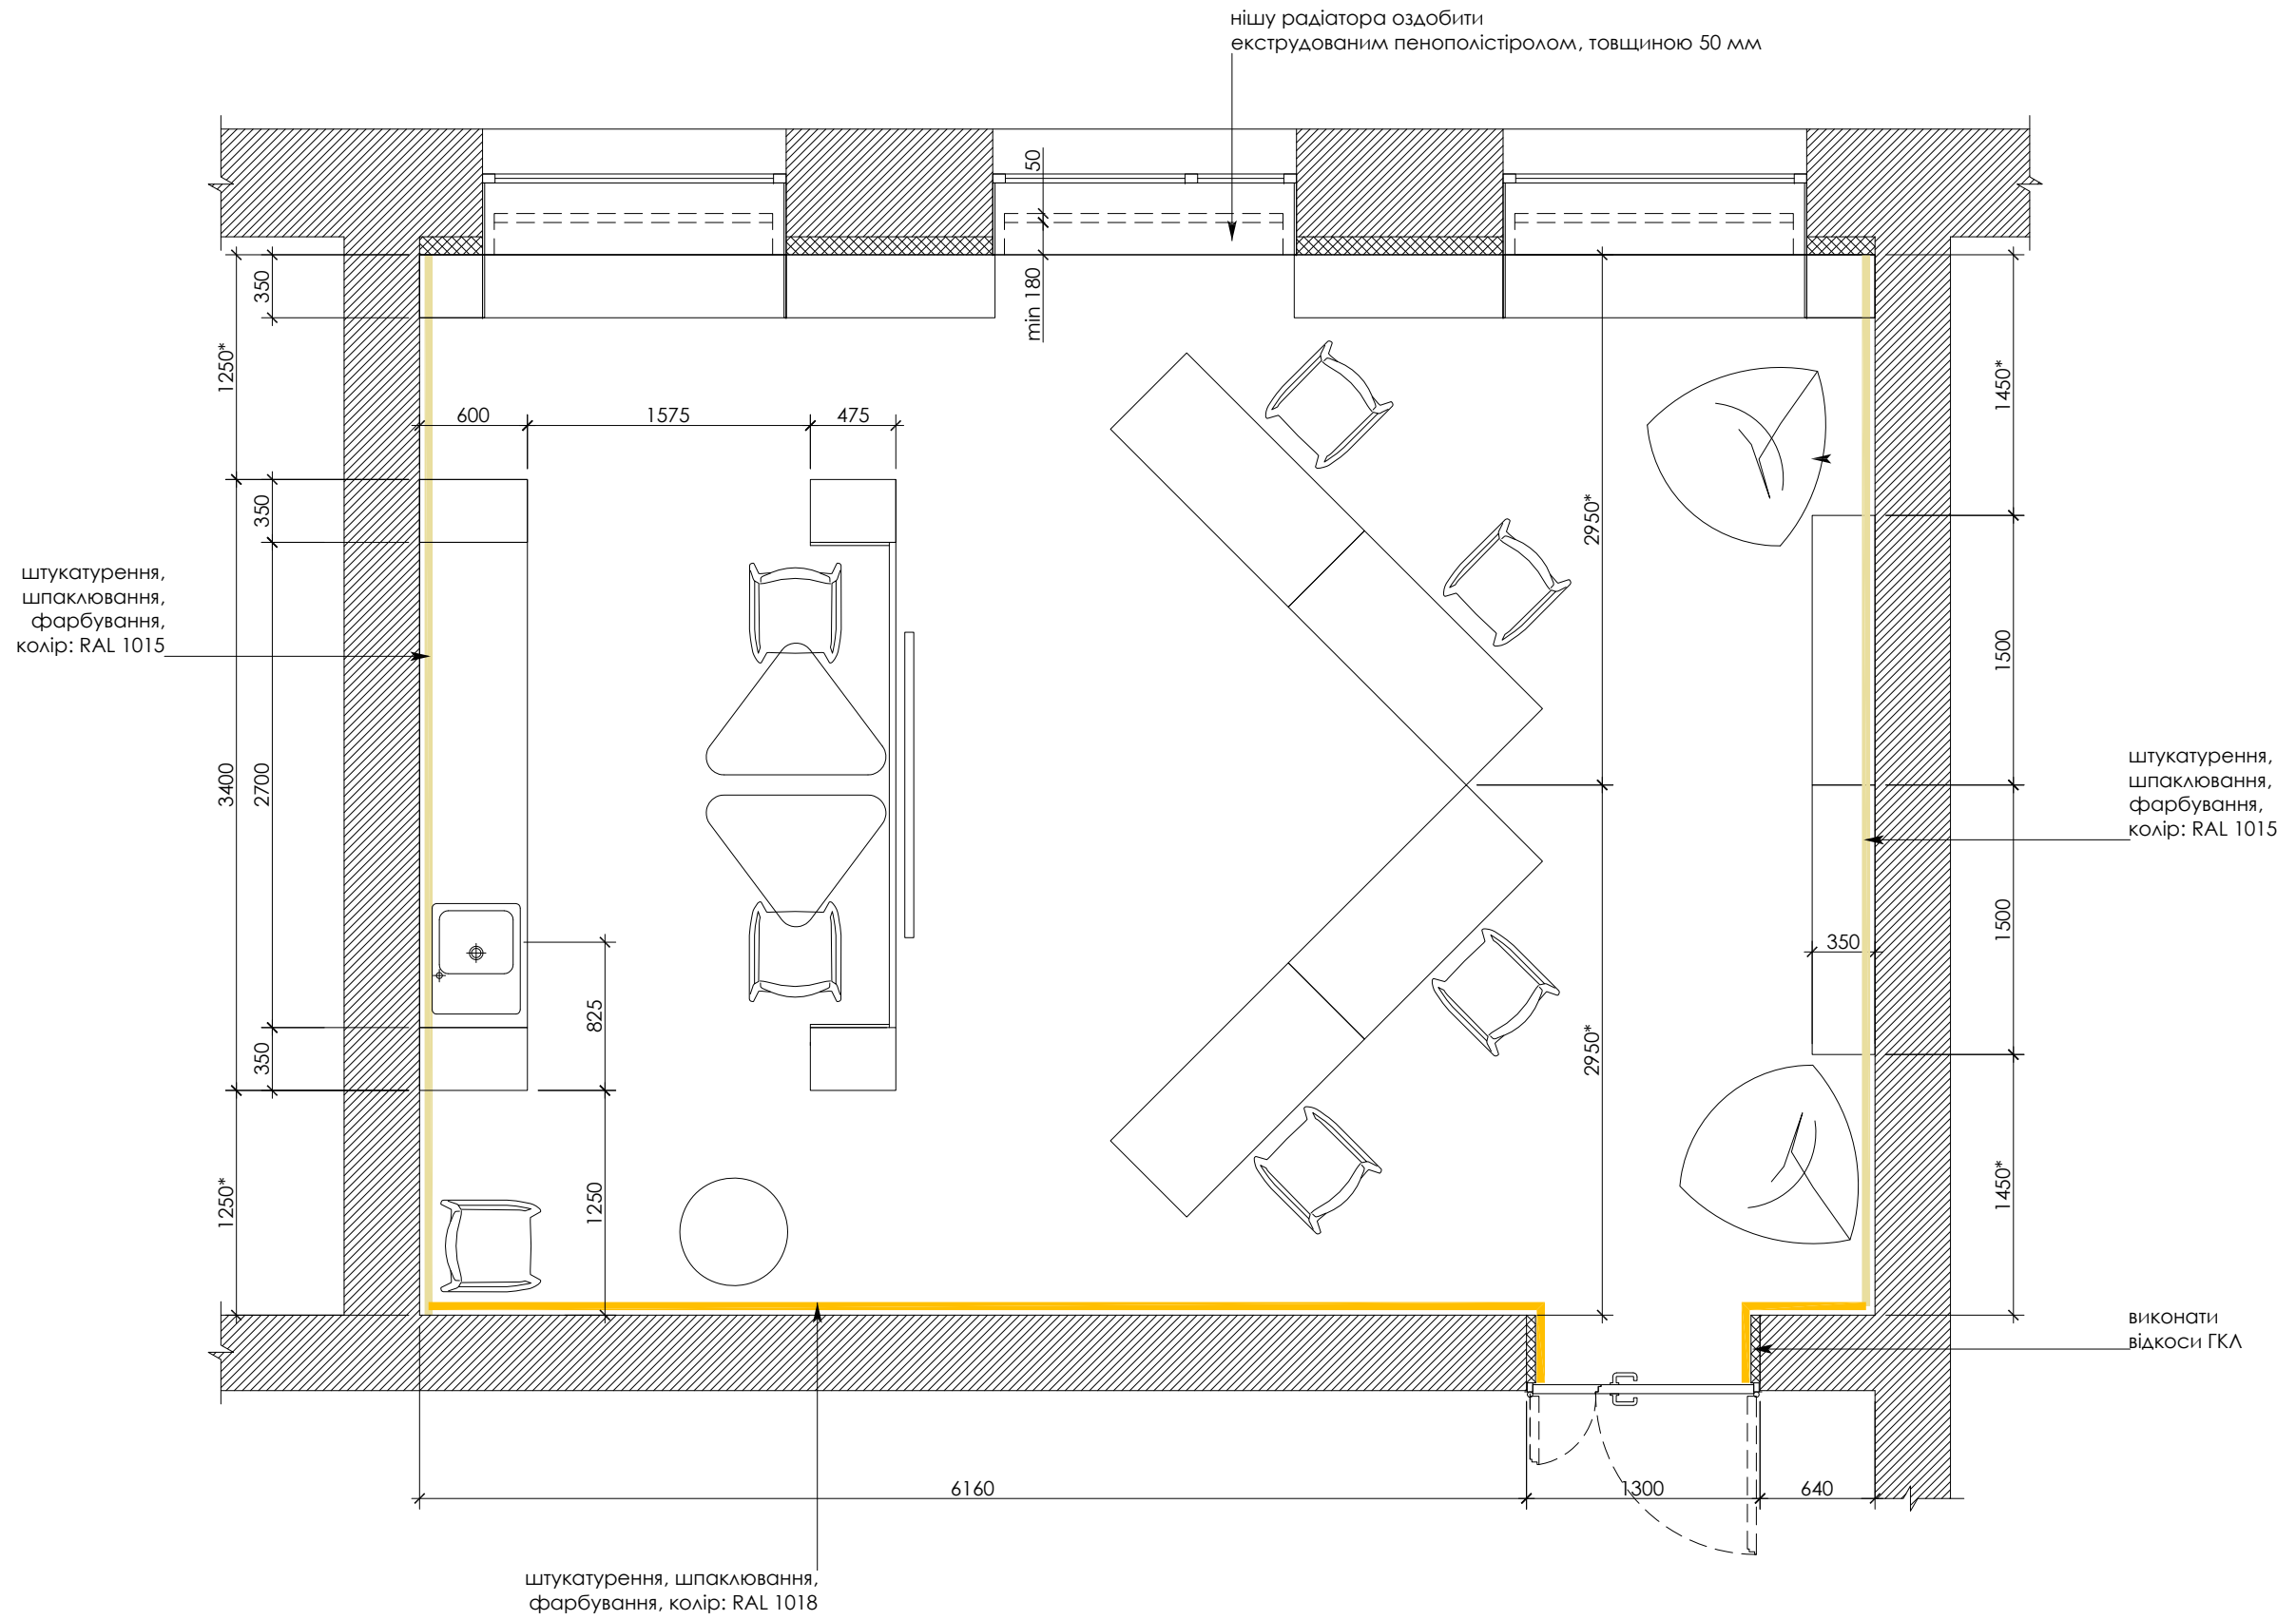 нішу радіатора оздобити
екструдованим пенополістіролом, товщиною 50 мм
50
min 180
350
1250*
600
1575
475
1450*
350
2950*
штукатурення,
шпаклювання,
фарбування,
колір: RAL 1015
1500
3400
2700
штукатурення,
шпаклювання,
фарбування,
колір: RAL 1015
1500
350
825
2950*
350
1250*
1250
1450*
виконати
відкоси ГКЛ
6160
1300
640
штукатурення, шпаклювання,
фарбування, колір: RAL 1018